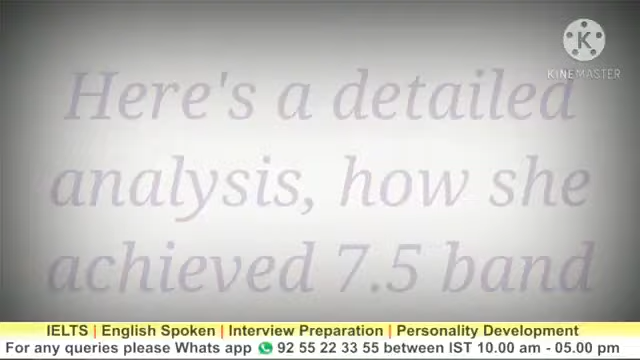 K
KINEMASTER
Here's a detailed
analysis, how she
achieved 7.5 band
IELTS | English Spoken | Interview Preparation | Personality Development
For any queries please Whats app 92 55 22 33 55 between IST 10.00 am - 05.00 pm